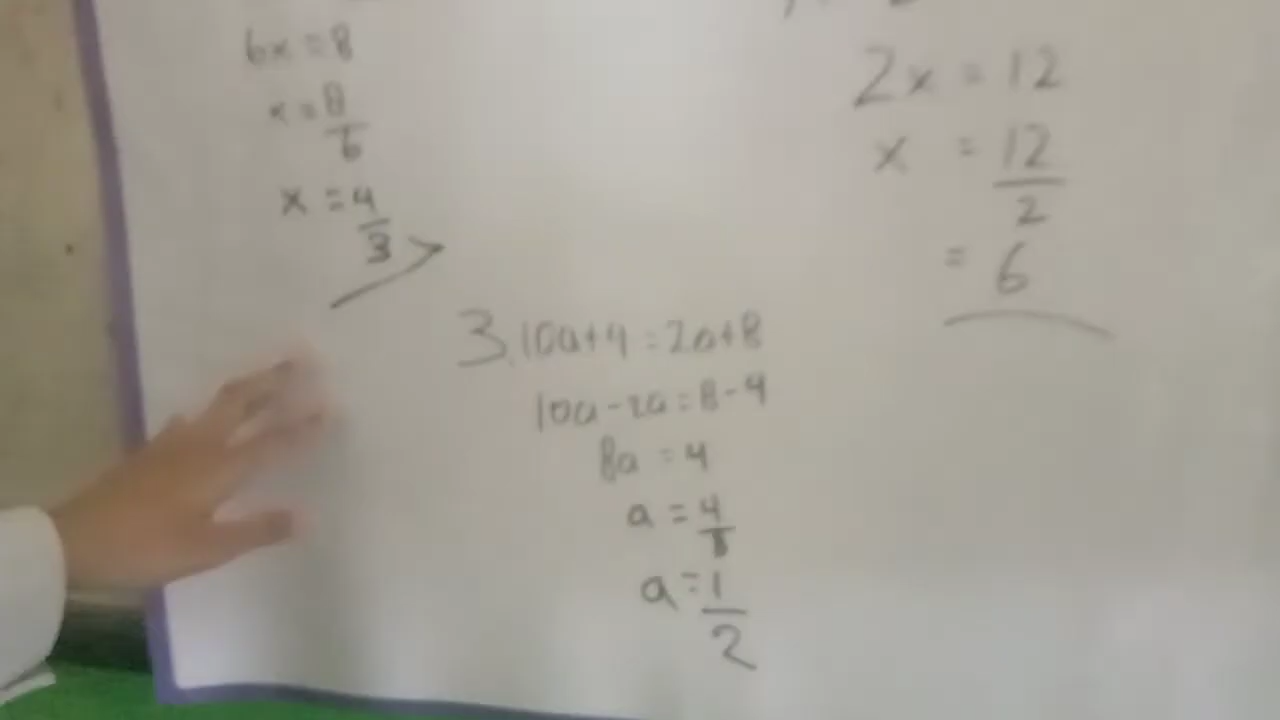 6x = 8
x = 8/6
x = 4/3
2x = 12
x = 12/2
= 6
3. 10a + 4 = 2a + 8
10a - 2a = 8 - 4
8a = 4
a = 4/8
a = 1/2